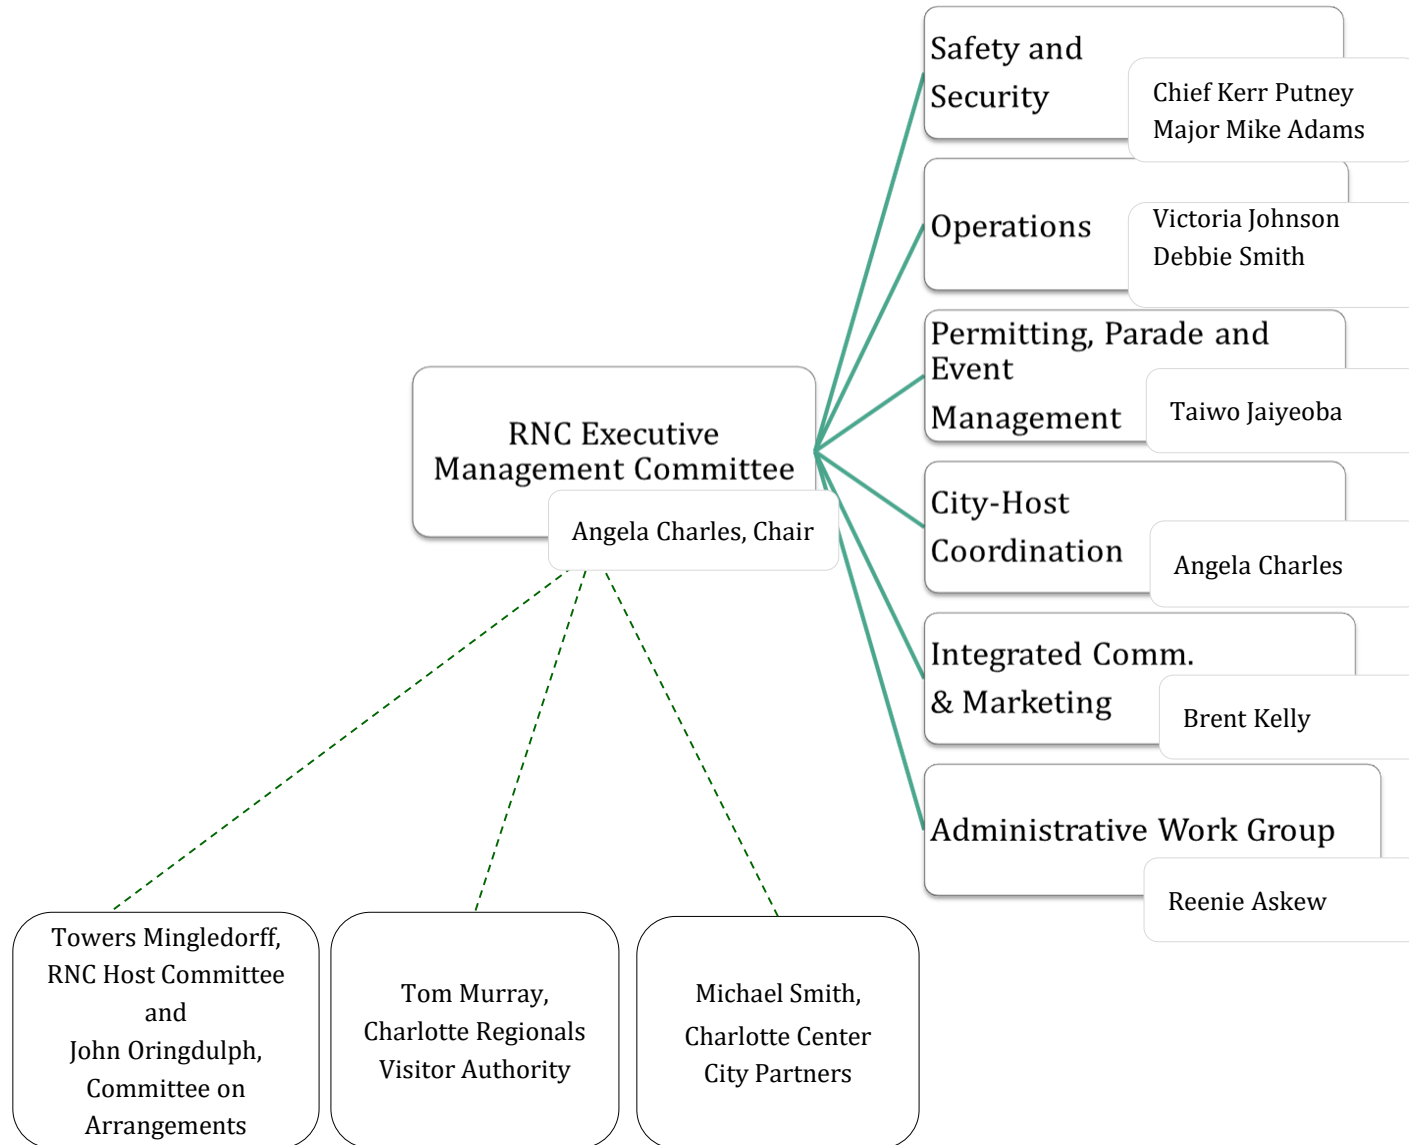 Safety and
Security
Chief Kerr Putney
Major Mike Adams
Operations
Victoria Johnson
Debbie Smith
Permitting, Parade and
Event
Management
Taiwo Jaiyeoba
RNC Executive
Management Committee
Angela Charles, Chair
City-Host
Coordination
Angela Charles
Integrated Comm.
& Marketing
Brent Kelly
Administrative Work Group
Reenie Askew
Towers Mingledorff,
RNC Host Committee
and
John Oringdulph,
Committee on
Arrangements
Tom Murray,
Charlotte Regionals
Visitor Authority
Michael Smith,
Charlotte Center
City Partners